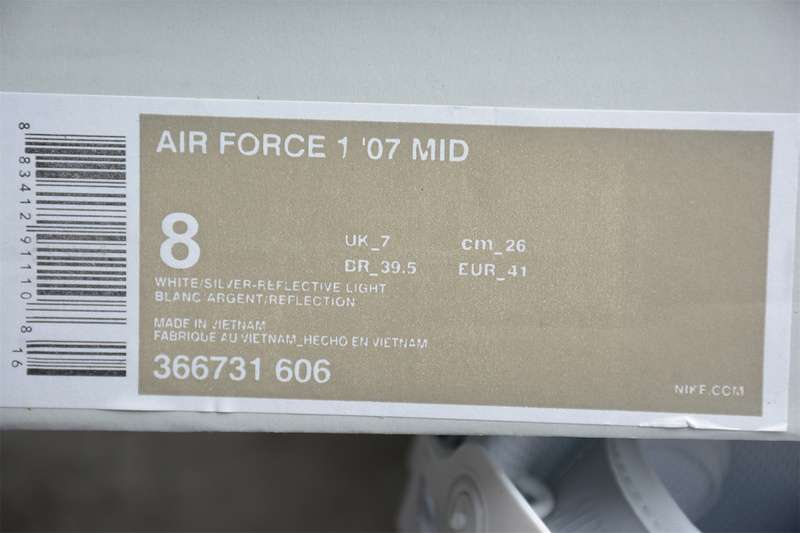 AIR FORCE 1 '07 MID
8
UK_7 cm_26
BR_39.5 EUR_41
WHITE/SILVER-REFLECTIVE LIGHT
BLANC ARGENT/REFLECTION
MADE IN VIETNAM
FABRIQUE AU VIETNAM_HECHO EN VIETNAM
366731 606
NIKE.COM
8 83412 91110 8 16